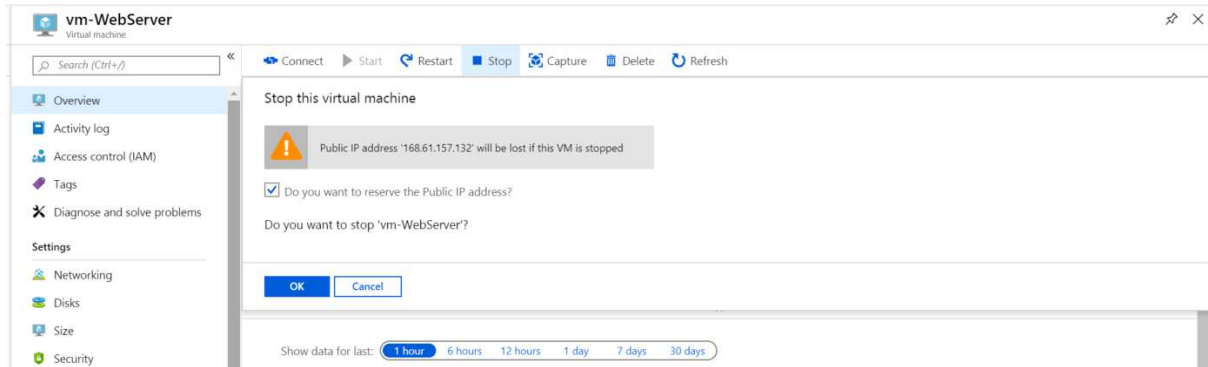 vm-WebServer
Virtual machine
Search (Ctrl+/)
«
Overview
Activity log
Access control (IAM)
Tags
Diagnose and solve problems
Settings
Networking
Disks
Size
Security
Connect Start Restart Stop Capture Delete Refresh
Stop this virtual machine
Public IP address '168.61.157.132' will be lost if this VM is stopped
Do you want to reserve the Public IP address?
Do you want to stop 'vm-WebServer'?
OK Cancel
Show data for last: 1 hour 6 hours 12 hours 1 day 7 days 30 days